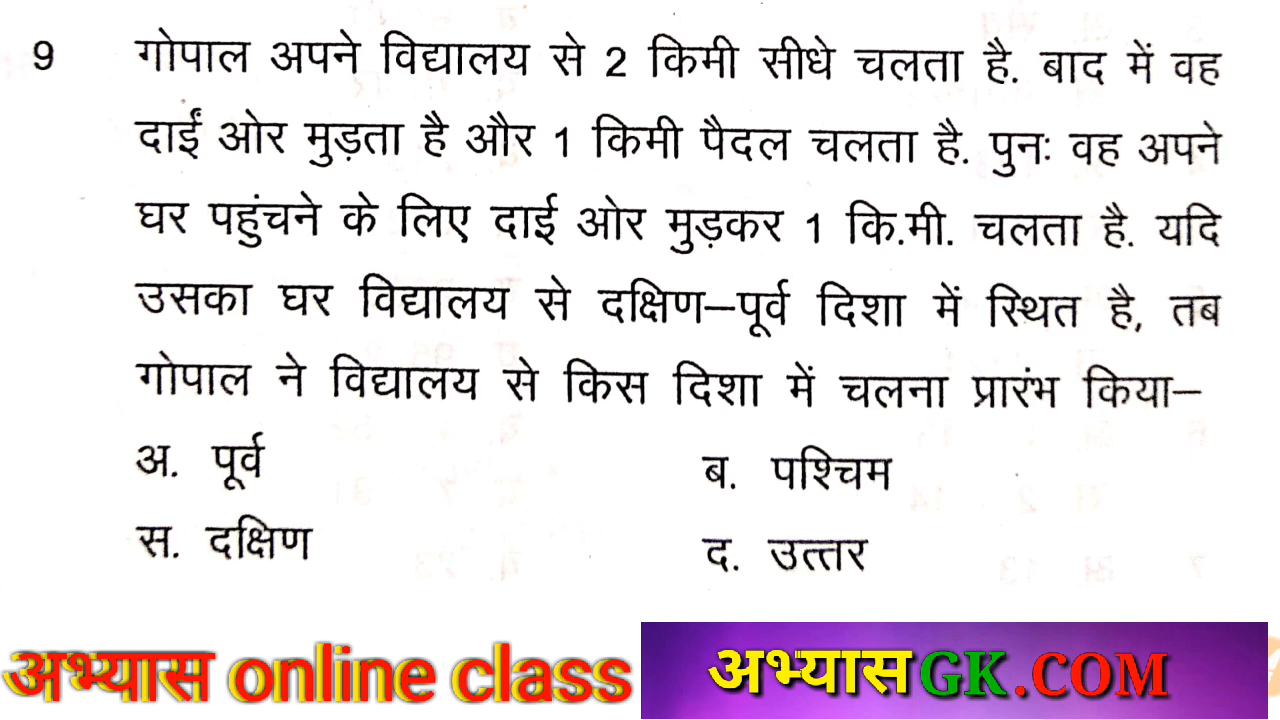 9 गोपाल अपने विद्यालय से 2 किमी सीधे चलता है. बाद में वह
दाईं ओर मुड़ता है और 1 किमी पैदल चलता है. पुनः वह अपने
घर पहुंचने के लिए दाई ओर मुड़कर 1 कि.मी. चलता है. यदि
उसका घर विद्यालय से दक्षिण–पूर्व दिशा में स्थित है, तब
गोपाल ने विद्यालय से किस दिशा में चलना प्रारंभ किया–
अ. पूर्व ब. पश्चिम
स. दक्षिण द. उत्तर
अभ्यास online class अभ्यासGK.COM